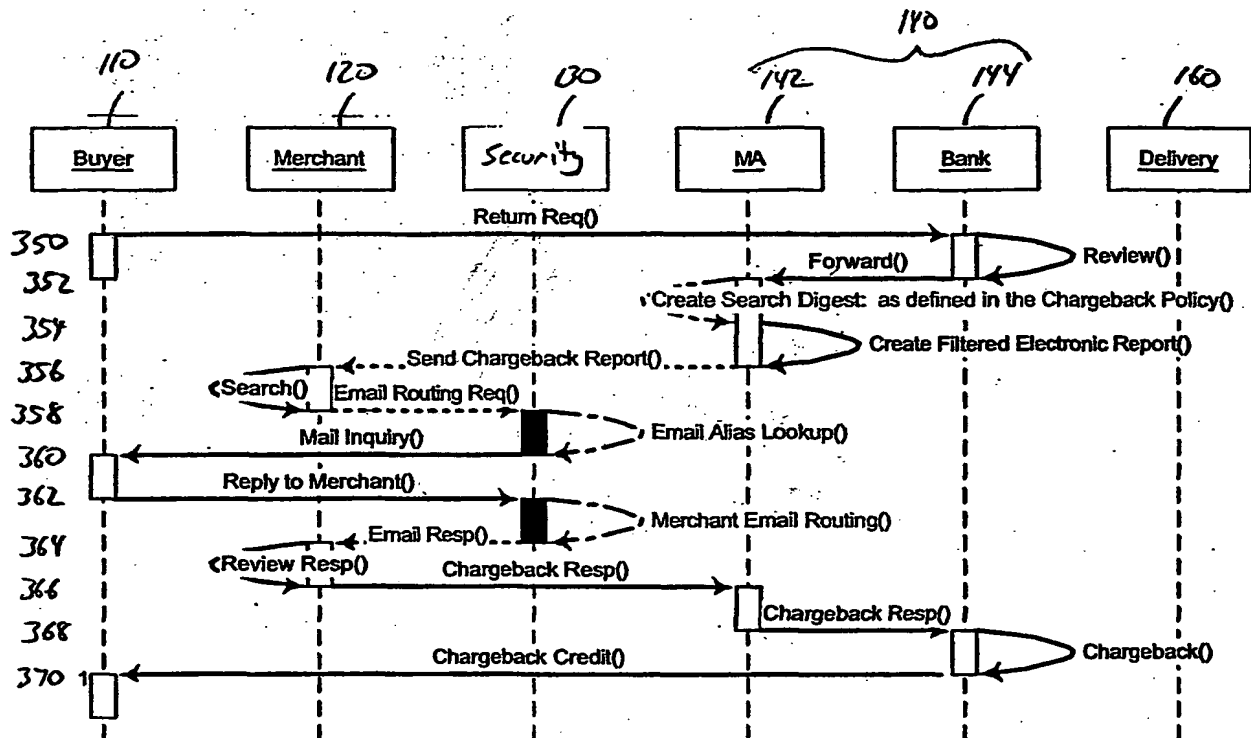 140
110 120 130 142 144 160
Buyer Merchant Security MA Bank Delivery
Return Req()
350
Review()
Forward()
352
Create Search Digest: as defined in the Chargeback Policy()
354
Create Filtered Electronic Report()
Send Chargeback Report()
356
Search() Email Routing Req()
358
Email Alias Lookup()
Mail Inquiry()
360
Reply to Merchant()
362
Merchant Email Routing()
Email Resp()
364
Review Resp() Chargeback Resp()
366
Chargeback Resp()
368
Chargeback()
Chargeback Credit()
370 1